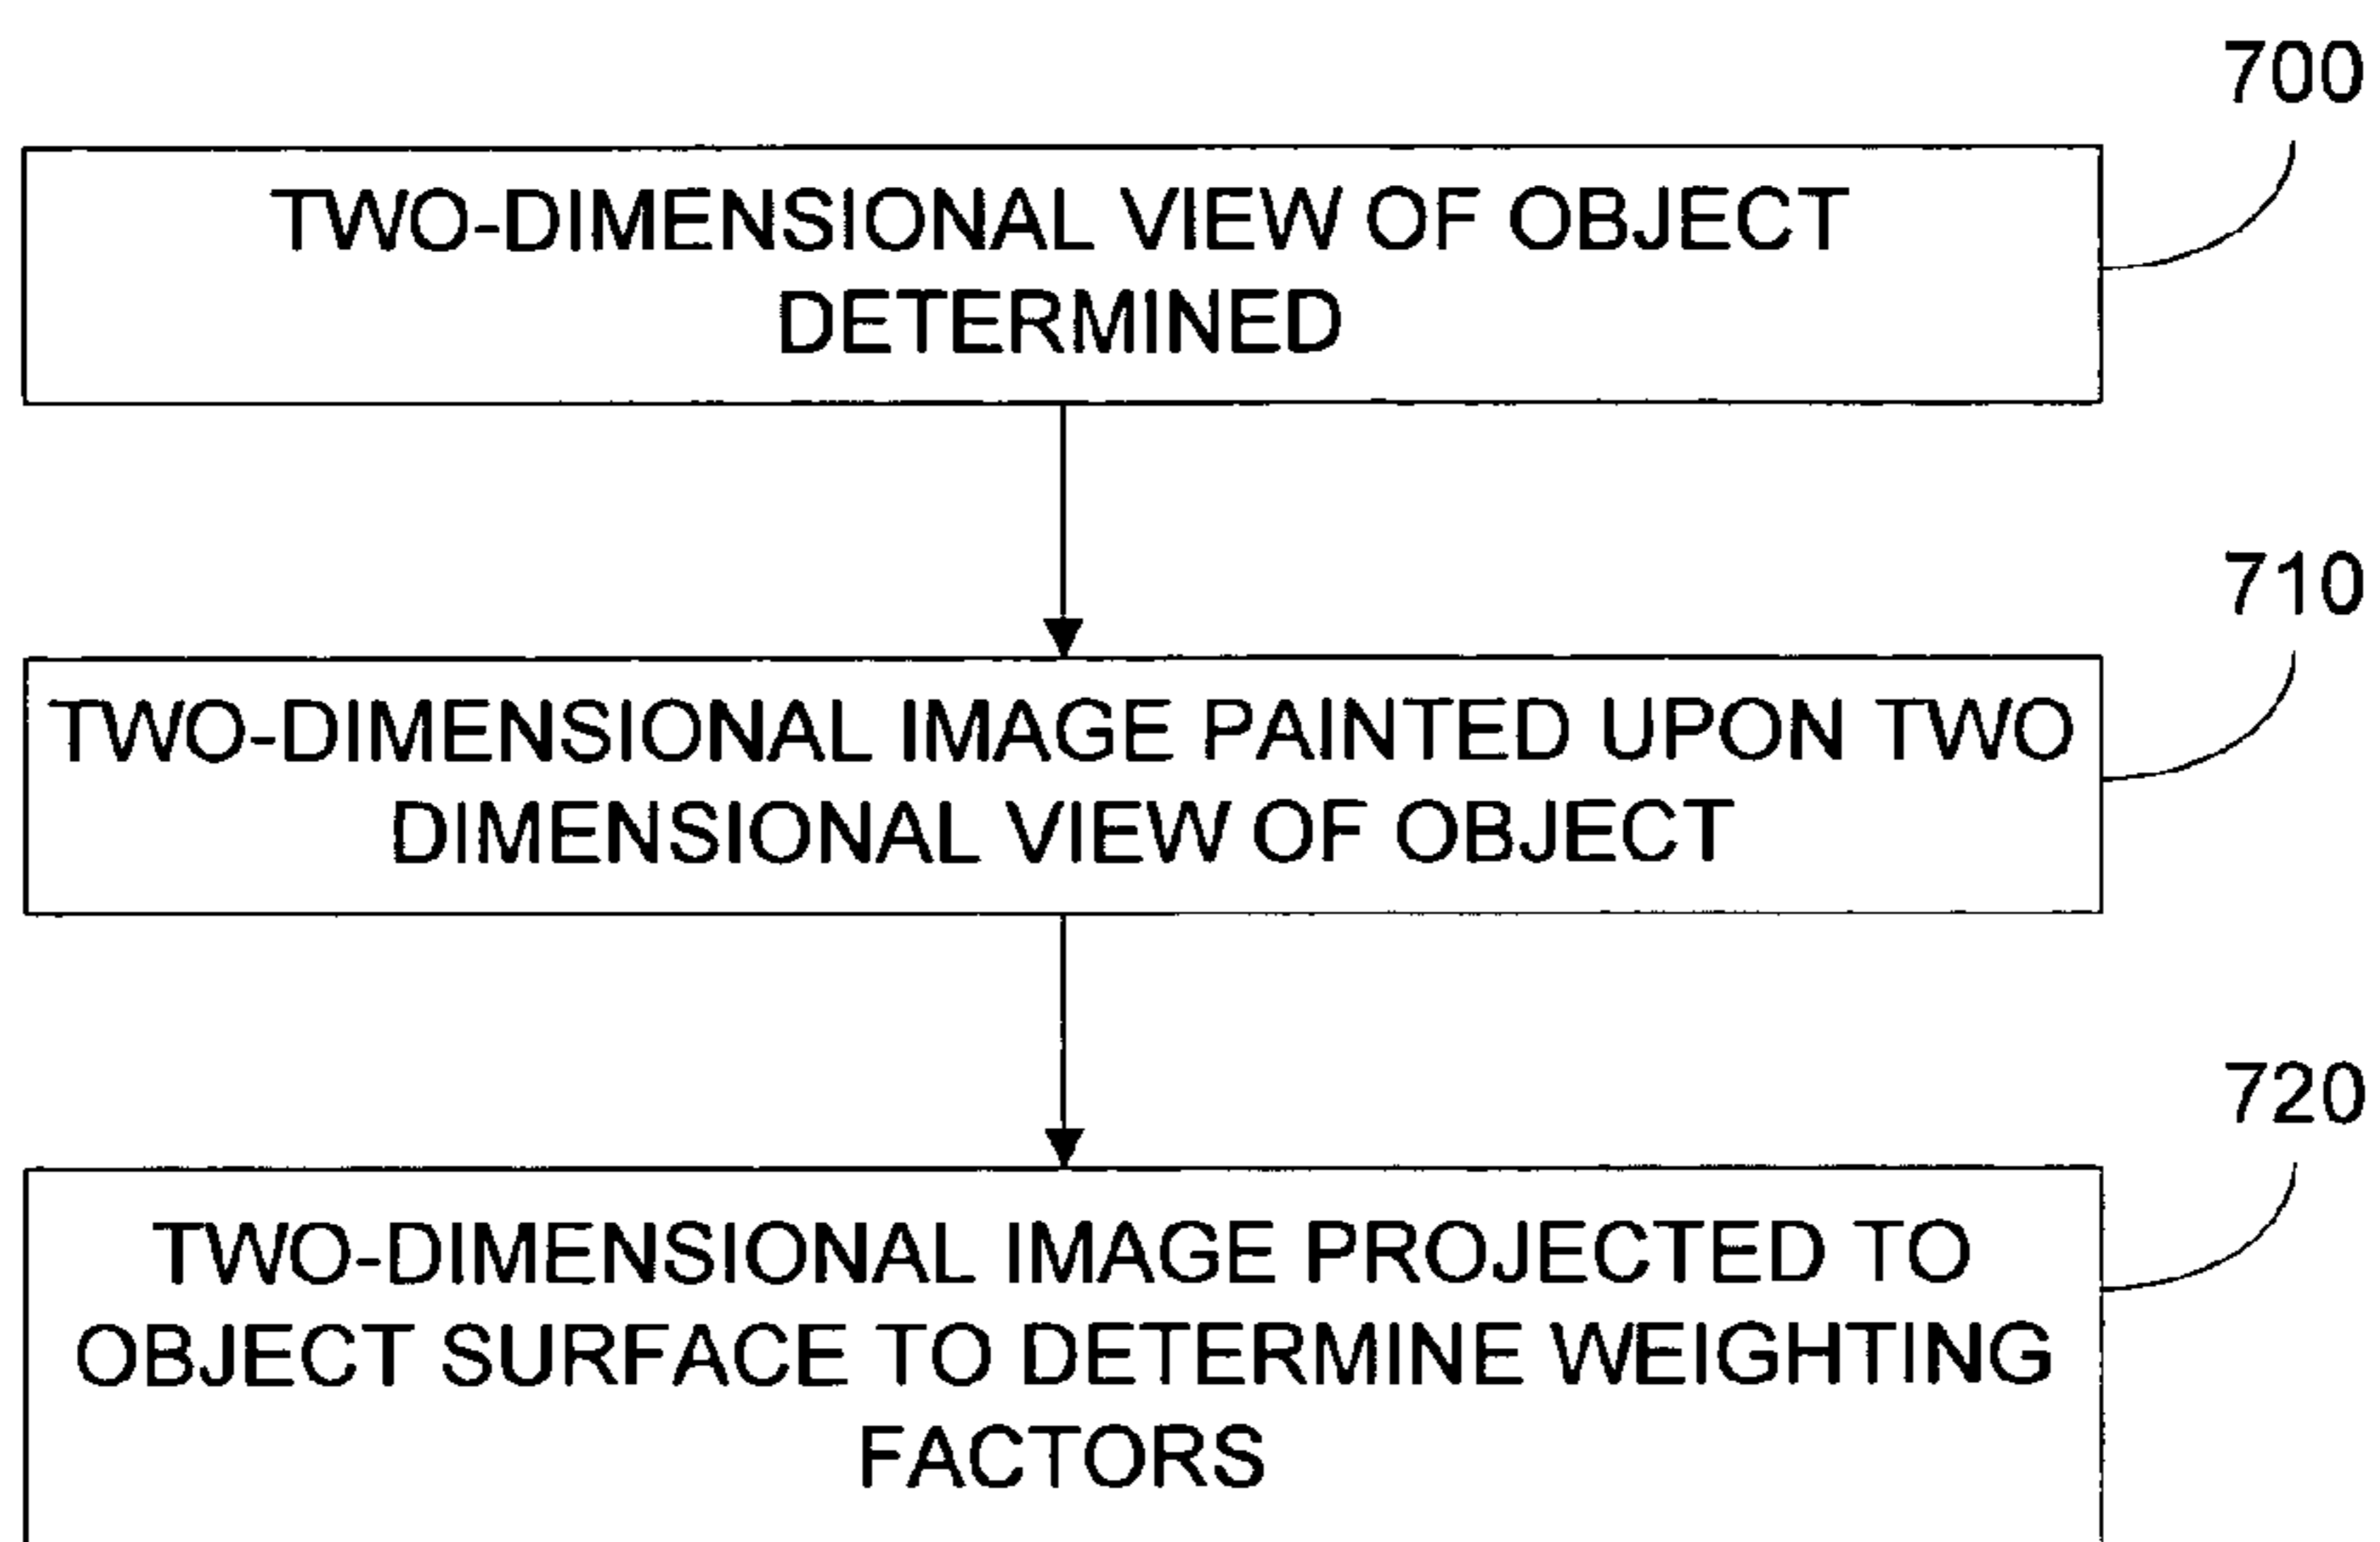 700
TWO-DIMENSIONAL VIEW OF OBJECT
DETERMINED
710
TWO-DIMENSIONAL IMAGE PAINTED UPON TWO
DIMENSIONAL VIEW OF OBJECT
720
TWO-DIMENSIONAL IMAGE PROJECTED TO
OBJECT SURFACE TO DETERMINE WEIGHTING
FACTORS